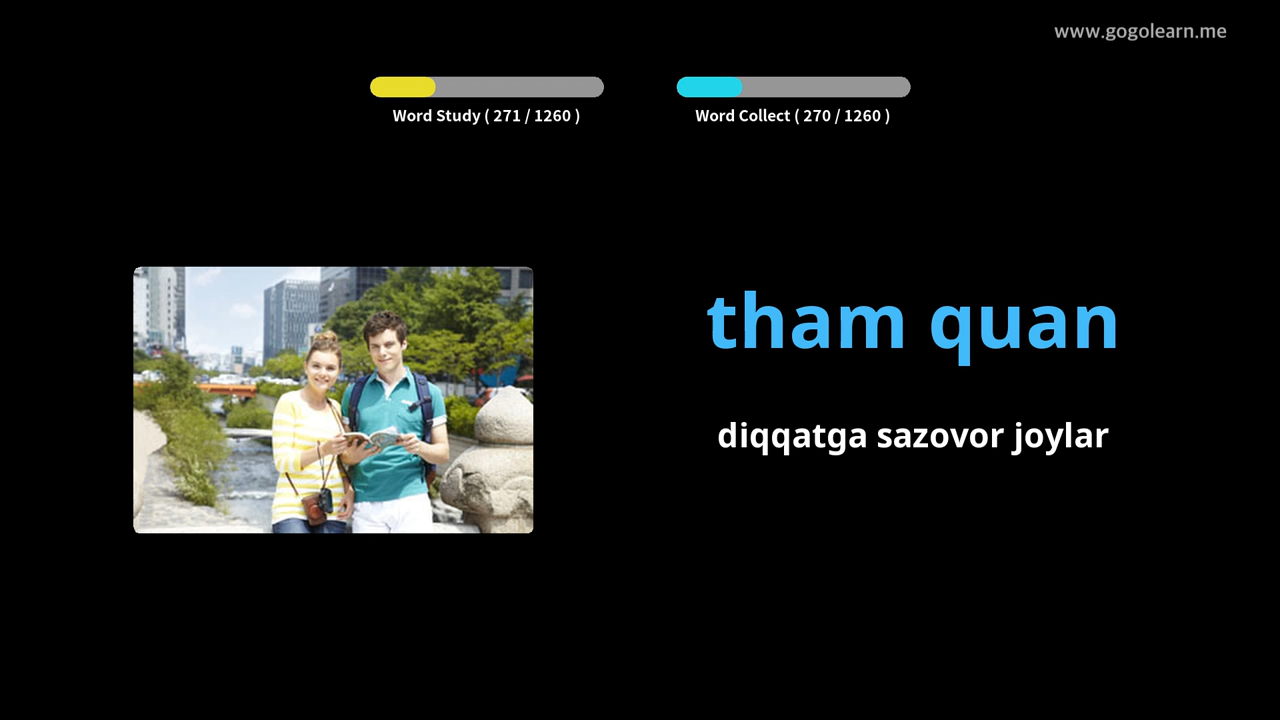 www.gogolearn.me
Word Study ( 271 / 1260 )
Word Collect ( 270 / 1260 )
tham quan
diqqatga sazovor joylar